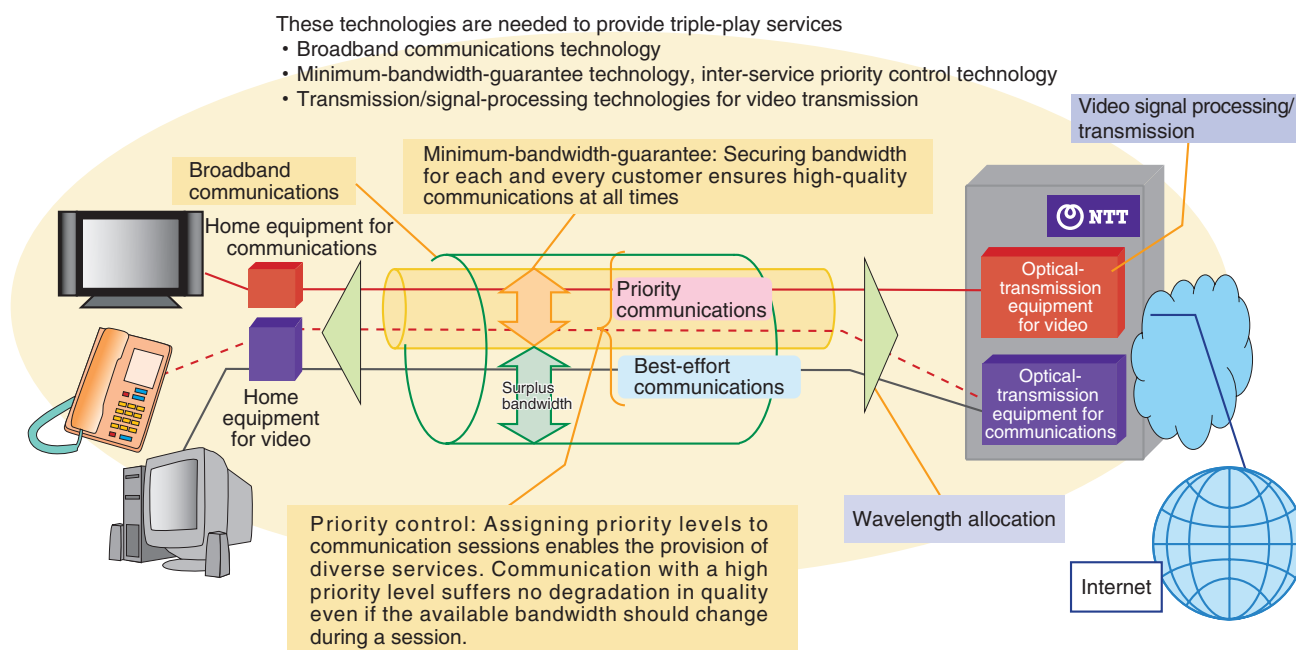 These technologies are needed to provide triple-play services
・Broadband communications technology
・Minimum-bandwidth-guarantee technology, inter-service priority control technology
・Transmission/signal-processing technologies for video transmission
Video signal processing/
transmission
Broadband
communications
Minimum-bandwidth-guarantee: Securing bandwidth
for each and every customer ensures high-quality
communications at all times
NTT
Home equipment for
communications
Optical-
transmission
equipment
for video
Priority
communications
Best-effort
communications
Surplus
bandwidth
Optical-
transmission
equipment for
communications
Home
equipment
for video
Wavelength allocation
Priority control: Assigning priority levels to
communication sessions enables the provision of
diverse services. Communication with a high
priority level suffers no degradation in quality
even if the available bandwidth should change
during a session.
Internet